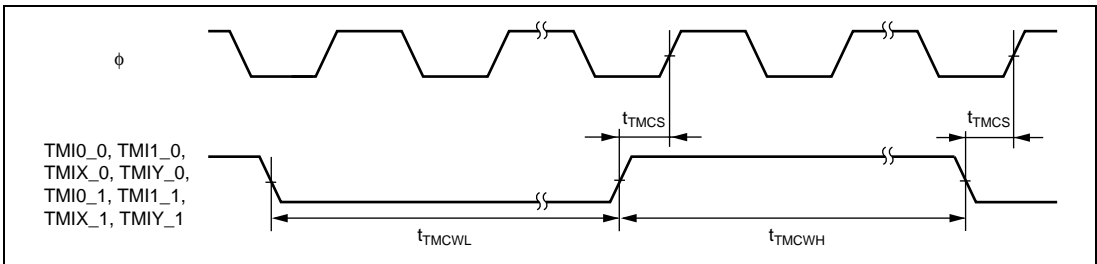 ϕ
tTMCS
tTMCS
TMI0_0, TMI1_0,
TMIX_0, TMIY_0,
TMI0_1, TMI1_1,
TMIX_1, TMIY_1
tTMCWL
tTMCWH